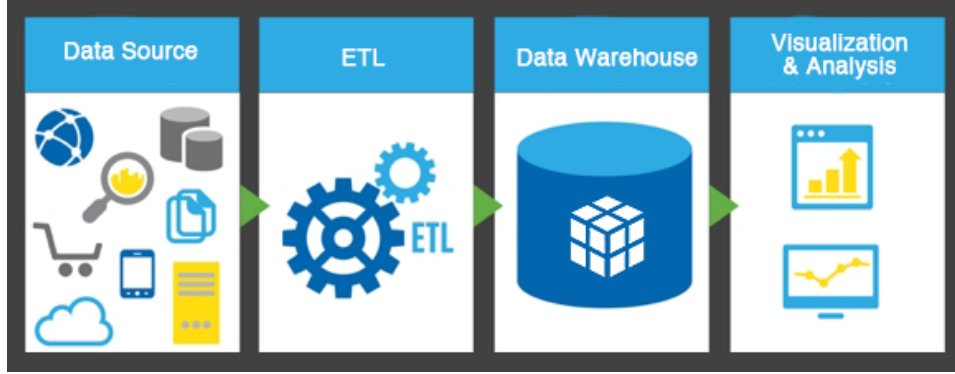 Data Source
ETL
Data Warehouse
Visualization
& Analysis
ETL